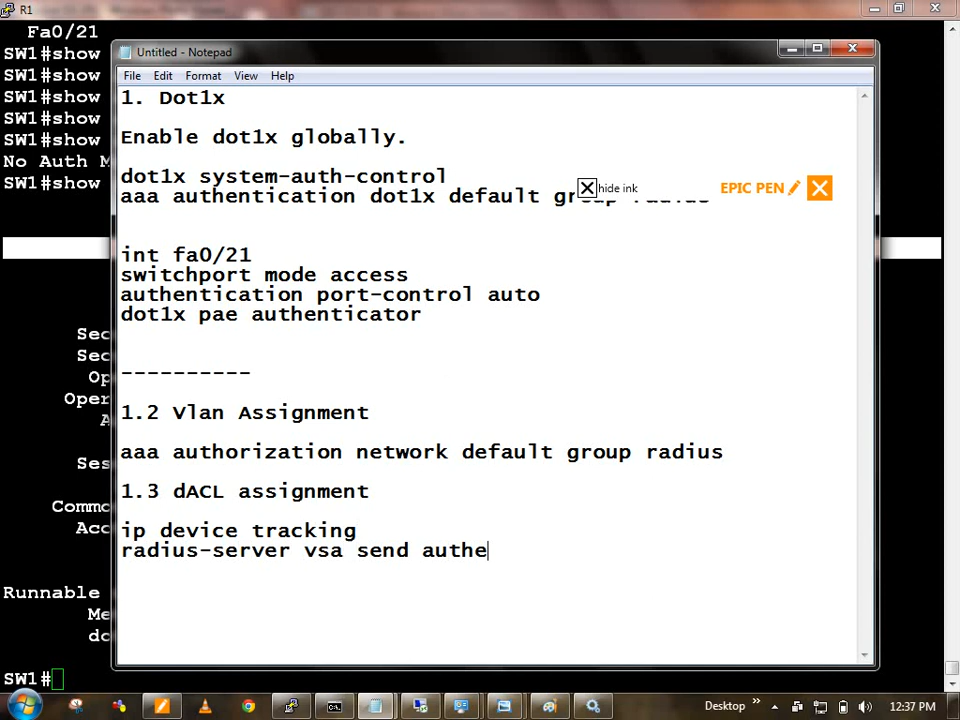 R1
Fa0/21
SW1#show
SW1#show
SW1#show
SW1#show
SW1#show
No Auth M
SW1#show
Sec
Sec
Op
Oper
A
Ses
Commo
Acc
Runnable
Me
do
SW1#
Untitled - Notepad
File Edit Format View Help
1. Dot1x
Enable dot1x globally.
dot1x system-auth-control
aaa authentication dot1x default group radius
hide ink
EPIC PEN
int fa0/21
switchport mode access
authentication port-control auto
dot1x pae authenticator
----------
1.2 Vlan Assignment
aaa authorization network default group radius
1.3 dACL assignment
ip device tracking
radius-server vsa send authe
Desktop
12:37 PM